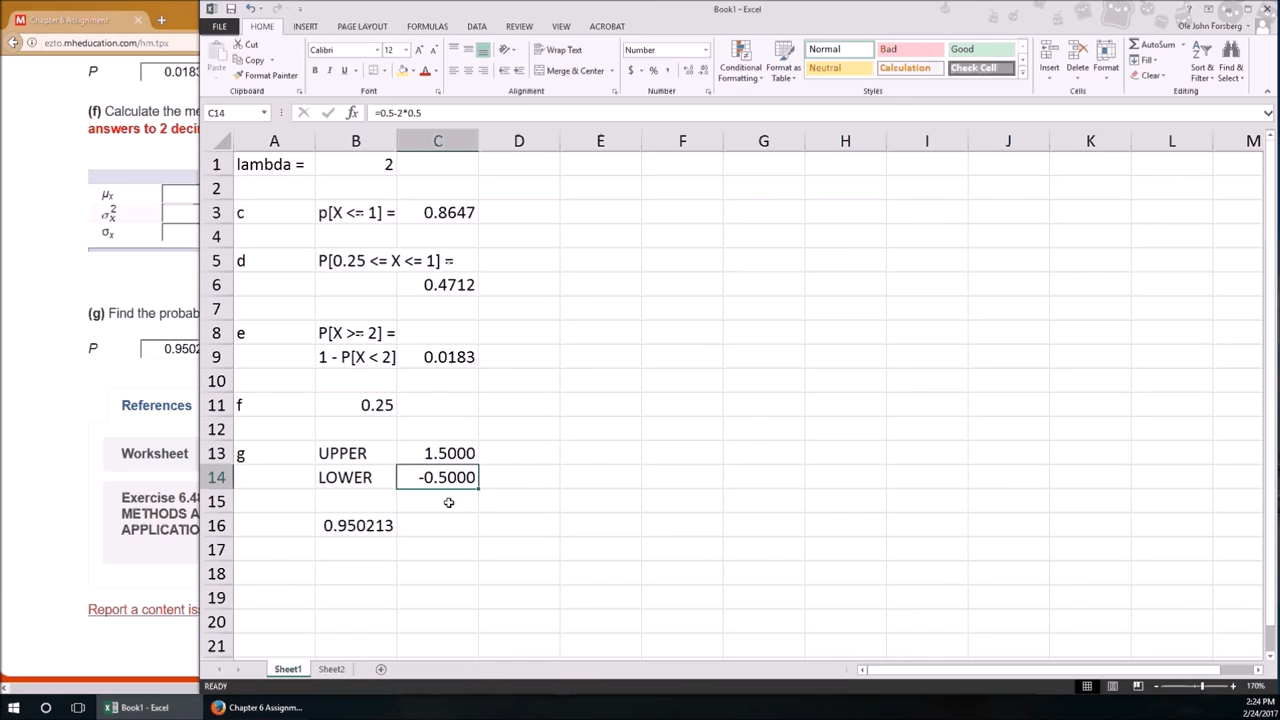 Chapter 6 Assignment
ezto.mheducation.com/hm.tpx
P 0.0183
(f) Calculate the me
answers to 2 deci
μx
σ²x
σx
(g) Find the probab
P 0.9502
References
Worksheet
Exercise 6.48
METHODS A
APPLICATION
Report a content iss
Book1 - Excel
FILE HOME INSERT PAGE LAYOUT FORMULAS DATA REVIEW VIEW ACROBAT
Ole John Forsberg
Paste
Cut
Copy
Format Painter
Clipboard
Calibri 12
B I U
Font
Wrap Text
Merge & Center
Alignment
Number
$ % ,
Number
Conditional Formatting
Format as Table
Normal Bad Good
Neutral Calculation Check Cell
Styles
Insert Delete Format
Cells
AutoSum
Fill
Clear
Sort & Filter
Find & Select
Editing
C14 fx =0.5-2*0.5
A B C D E F G H I J K L M
1 lambda = 2
2
3 c p[X <= 1] = 0.8647
4
5 d P[0.25 <= X <= 1] =
6 0.4712
7
8 e P[X >= 2] =
9 1 - P[X < 2] 0.0183
10
11 f 0.25
12
13 g UPPER 1.5000
14 LOWER -0.5000
15
16 0.950213
17
18
19
20
21
Sheet1 Sheet2
READY
170%
Book1 - Excel
Chapter 6 Assignm...
2:24 PM
2/24/2017